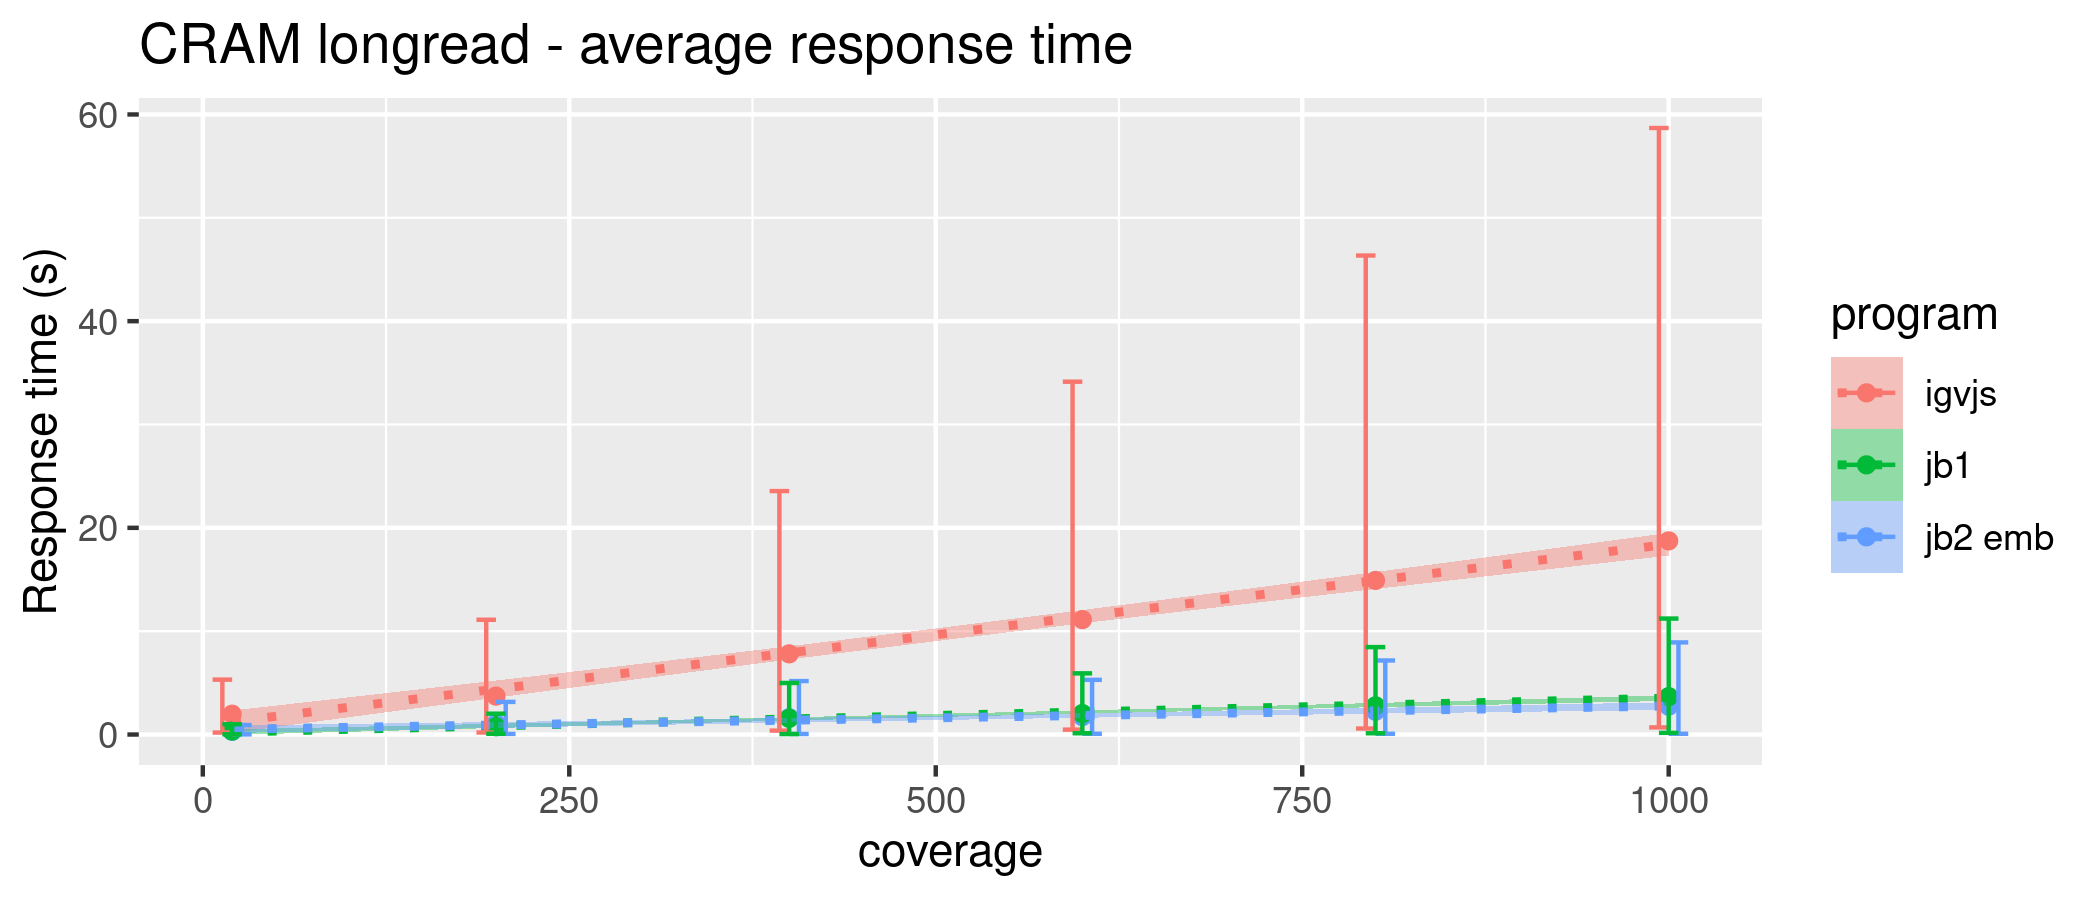 CRAM longread - average response time
Response time (s)
60
40
20
0
0 250 500 750 1000
coverage
program
igvjs
jb1
jb2 emb